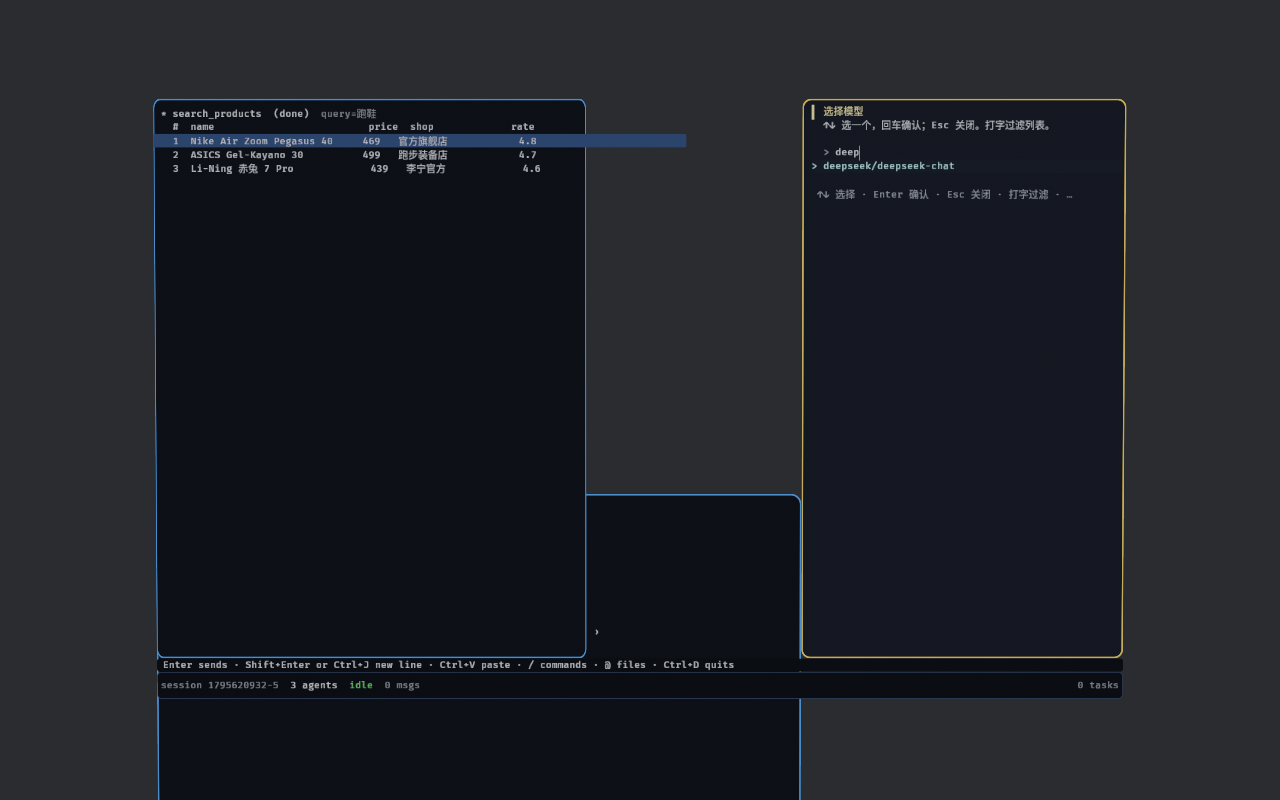 * search_products (done) query=跑鞋
# name price shop rate
1 Nike Air Zoom Pegasus 40 469 官方旗舰店 4.8
2 ASICS Gel-Kayano 30 499 跑步装备店 4.7
3 Li-Ning 赤兔 7 Pro 439 李宁官方 4.6
选择模型
↑↓ 选一个，回车确认；Esc 关闭。打字过滤列表。
> deep
> deepseek/deepseek-chat
↑↓ 选择 · Enter 确认 · Esc 关闭 · 打字过滤 · …
›
Enter sends · Shift+Enter or Ctrl+J new line · Ctrl+V paste · / commands · @ files · Ctrl+D quits
session 1795620932-5 3 agents idle 0 msgs 0 tasks